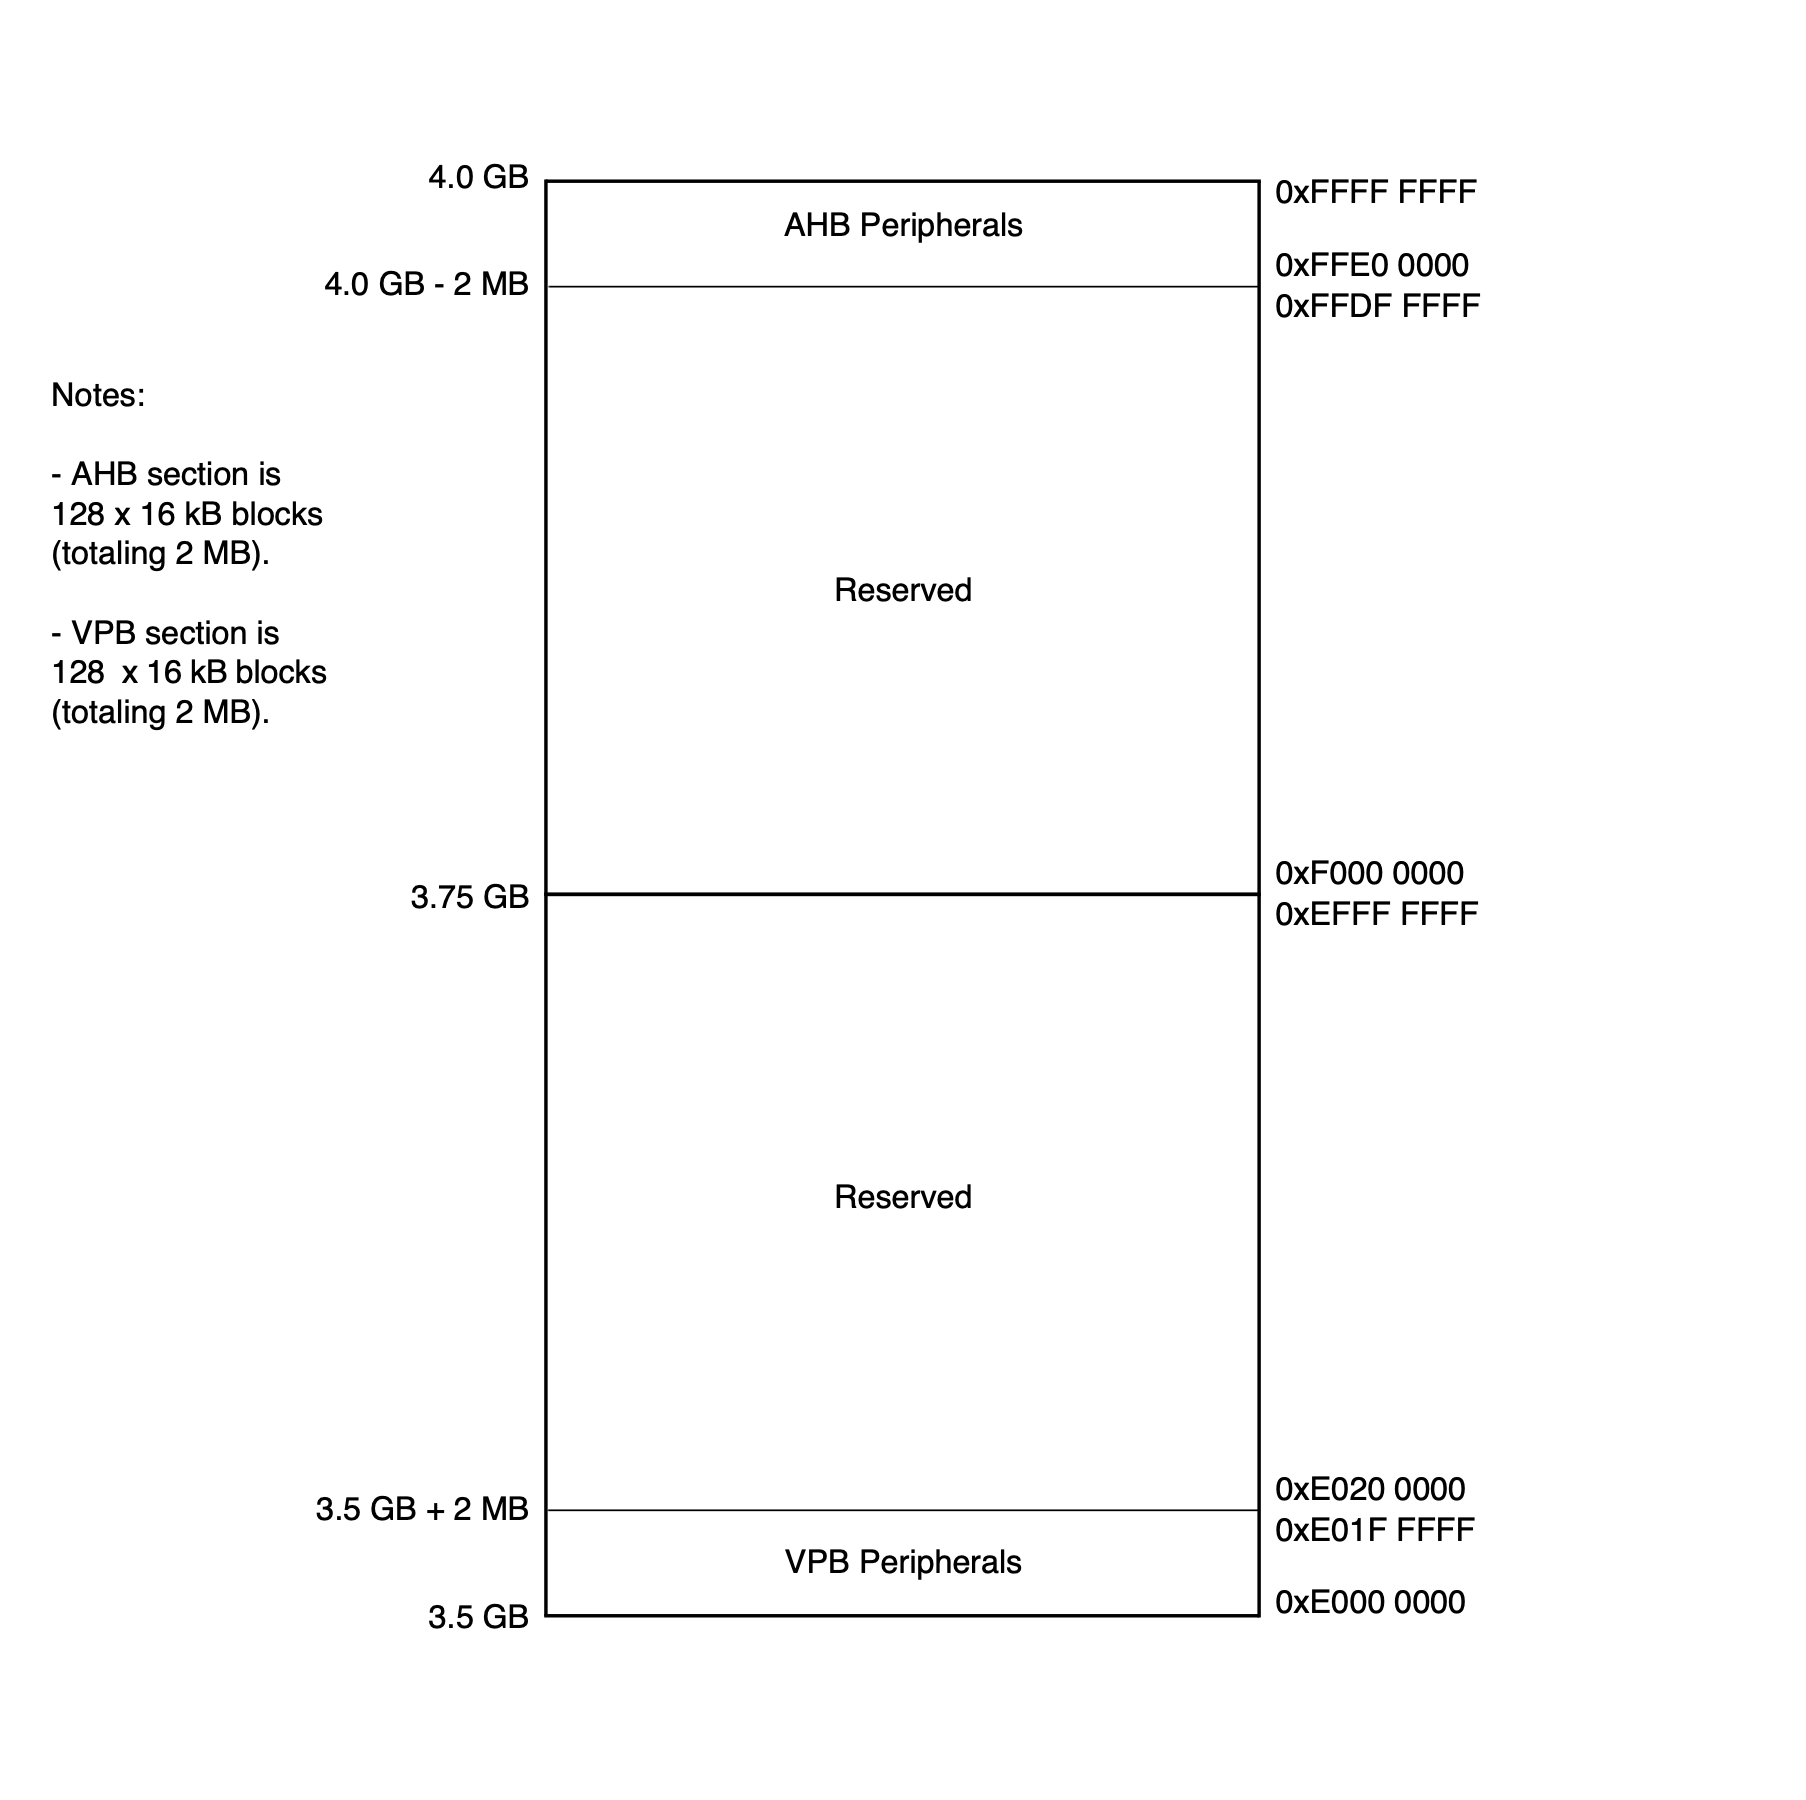 4.0 GB
0xFFFF FFFF
AHB Peripherals
0xFFE0 0000
4.0 GB - 2 MB
0xFFDF FFFF
Notes:
- AHB section is
128 x 16 kB blocks
(totaling 2 MB).
Reserved
- VPB section is
128  x 16 kB blocks
(totaling 2 MB).
0xF000 0000
3.75 GB
0xEFFF FFFF
Reserved
0xE020 0000
3.5 GB + 2 MB
0xE01F FFFF
VPB Peripherals
0xE000 0000
3.5 GB